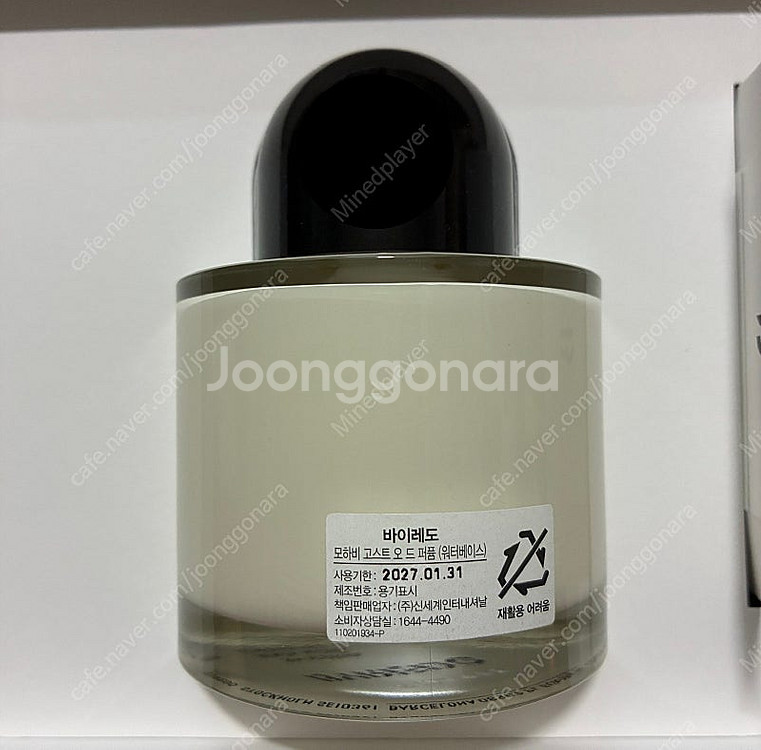 Joonggonara
cafe.naver.com/joonggonara
Minedplayer
바이레도
모하비 고스트 오 드 퍼퓸 (워터베이스)
사용기한: 2027.01.31
제조번호: 용기표시
책임판매업자: (주)신세계인터내셔날
소비자상담실: 1644-4490
110201934-P
재활용 어려움